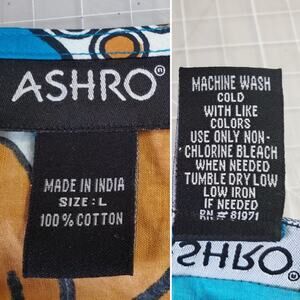 ASHRO®
MADE IN INDIA
SIZE: L
100% COTTON
MACHINE WASH
COLD
WITH LIKE
COLORS
USE ONLY NON-
CHLORINE BLEACH
WHEN NEEDED
TUMBLE DRY LOW
LOW IRON
IF NEEDED
RN # 81971
ASHRO®